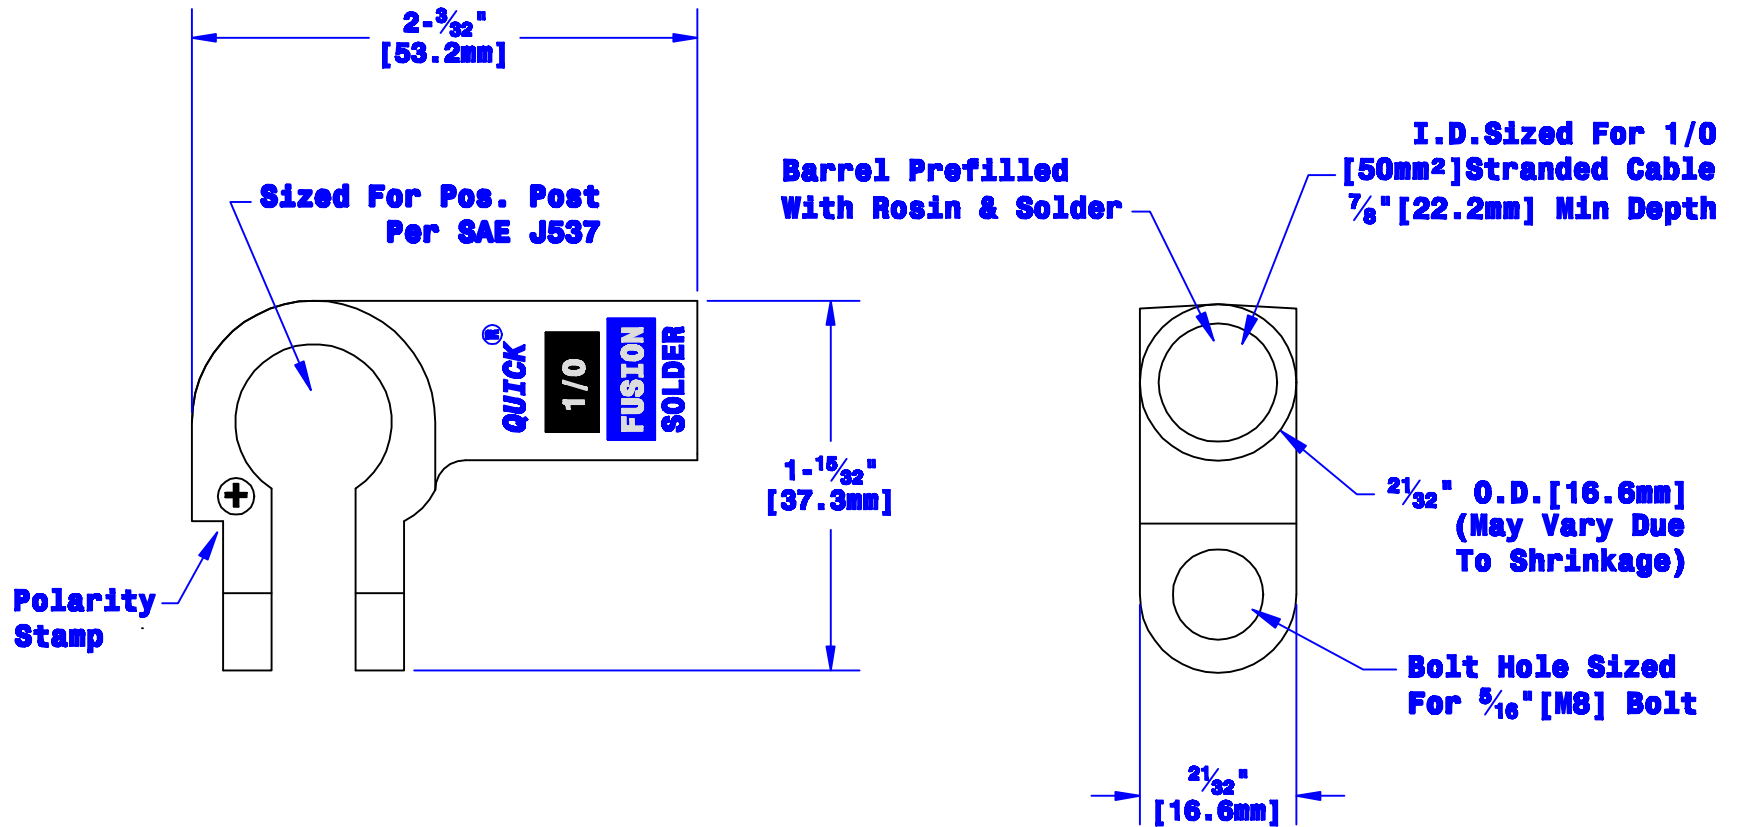 2-3⁄32"
[53.2mm]
Sized For Pos. Post
Per SAE J537
QUICK®
1/0
FUSION
SOLDER
+
Polarity
Stamp
1-15⁄32"
[37.3mm]
Barrel Prefilled
With Rosin & Solder
I.D.Sized For 1/0
[50mm²]Stranded Cable
7⁄8"[22.2mm] Min Depth
21⁄32" O.D.[16.6mm]
(May Vary Due
To Shrinkage)
Bolt Hole Sized
For 5⁄16"[M8] Bolt
21⁄32"
[16.6mm]